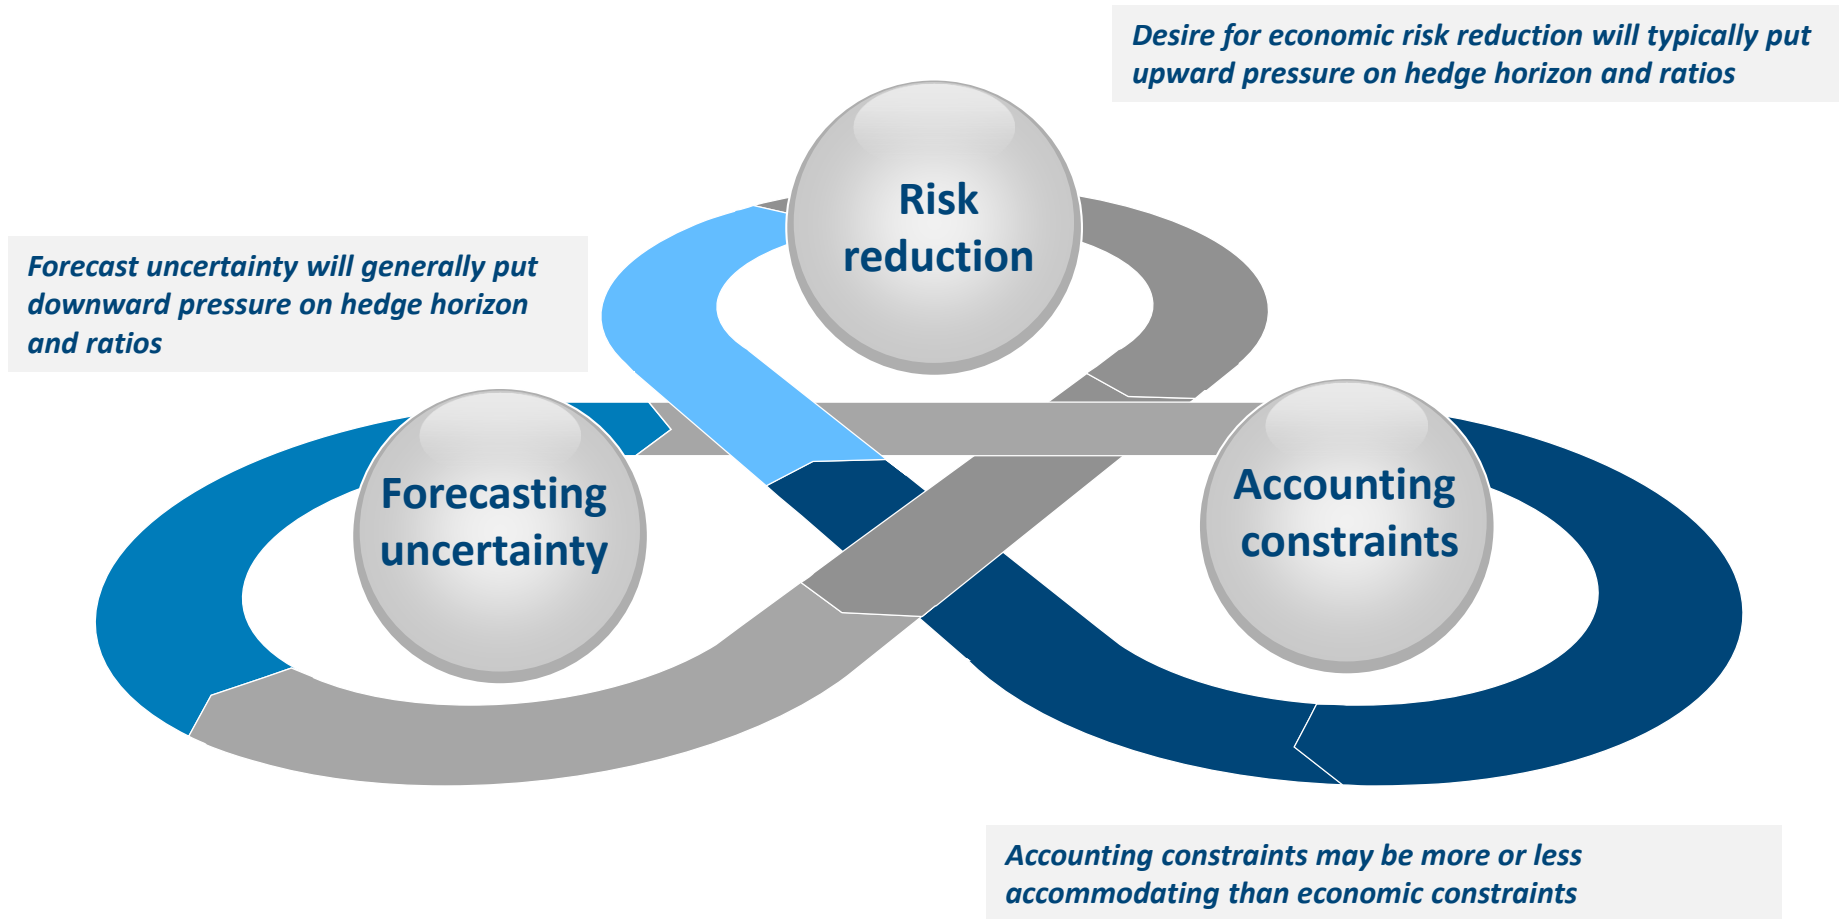 Desire for economic risk reduction will typically put
upward pressure on hedge horizon and ratios
Risk
reduction
Forecast uncertainty will generally put
downward pressure on hedge horizon
and ratios
Forecasting
uncertainty
Accounting
constraints
Accounting constraints may be more or less
accommodating than economic constraints